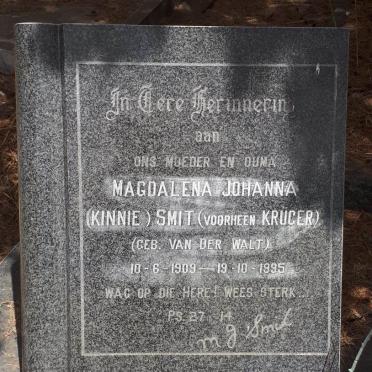 In Tere Herinnering
aan
ONS MOEDER EN OUMA
MAGDALENA JOHANNA
(KINNIE) SMIT (VOORHEEN KRUGER)
(GEB. VAN DER WALT)
10-6-1909 — 19-10-1995
WAG OP DIE HERE! WEES STERK...
PS. 27:14
m J Smit